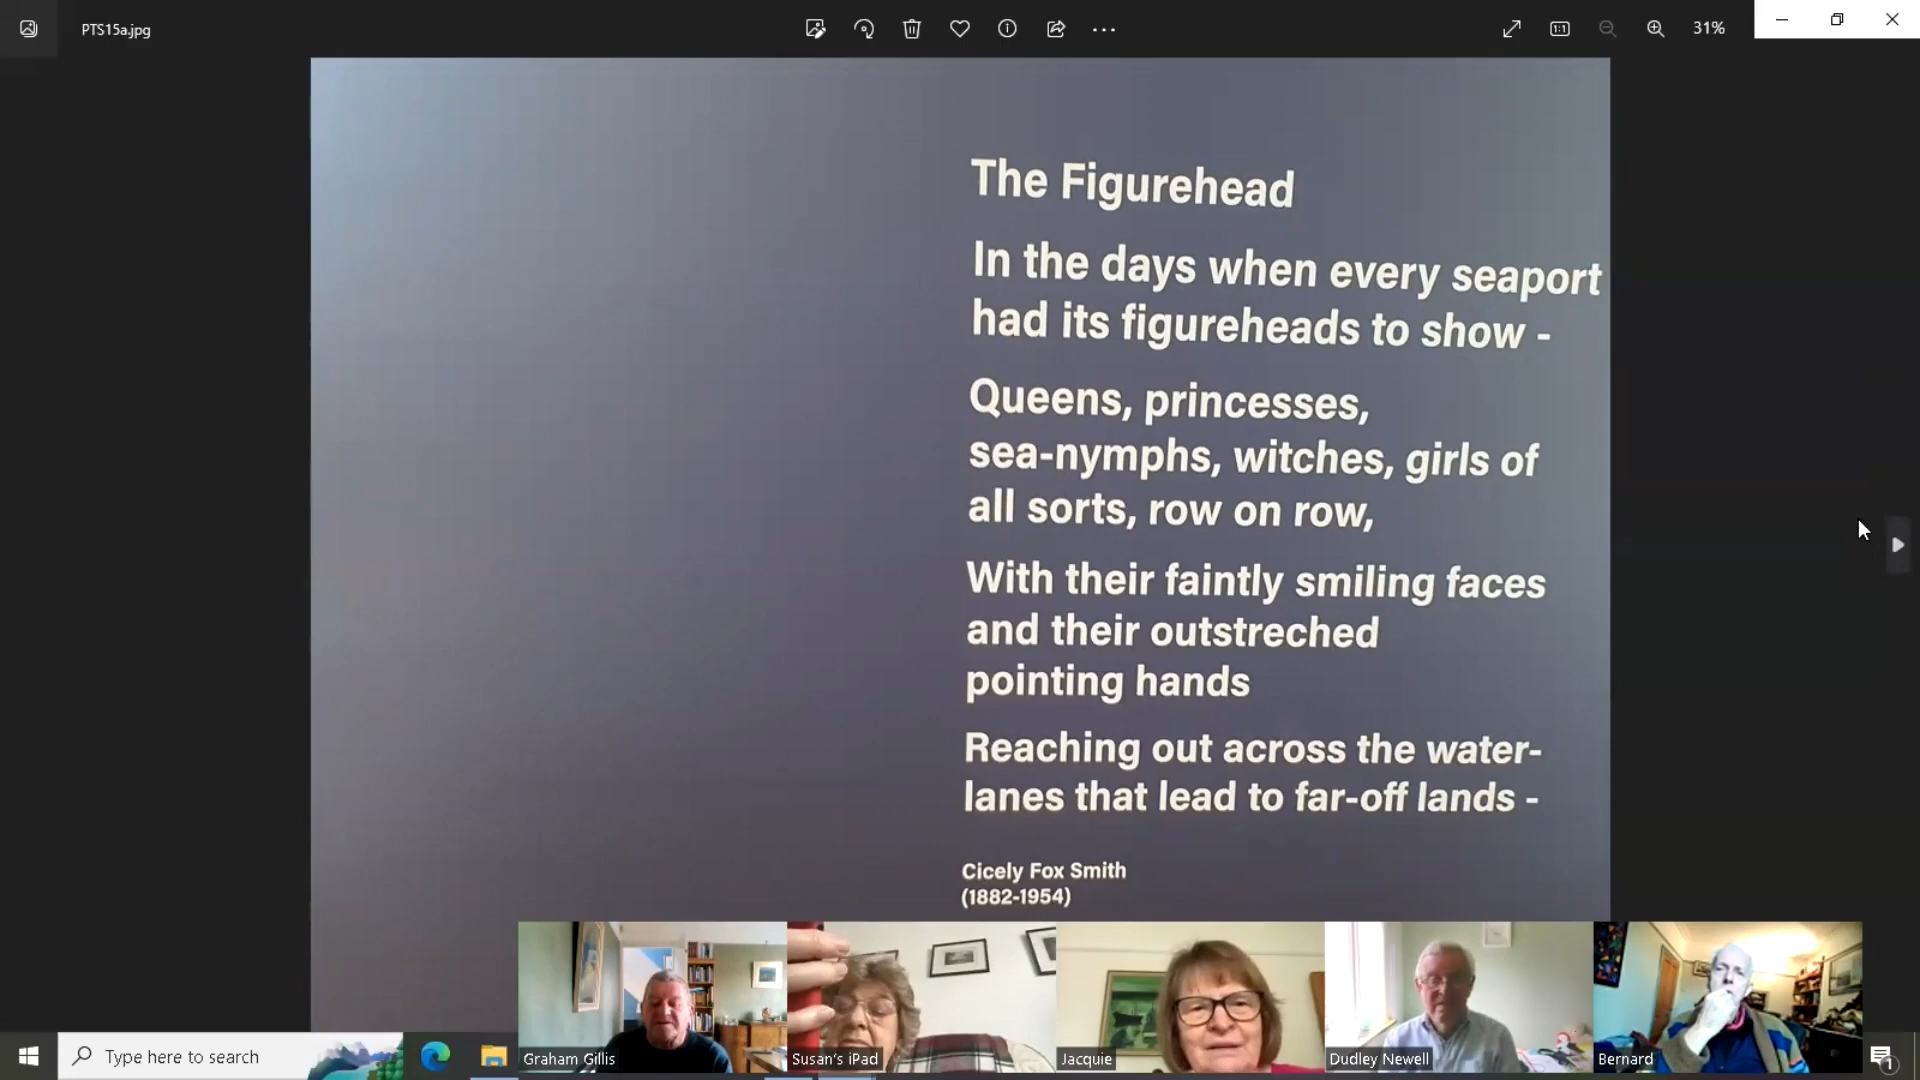 PTS15a.jpg
1:1
31%
The Figurehead
In the days when every seaport
had its figureheads to show -
Queens, princesses,
sea-nymphs, witches, girls of
all sorts, row on row,
With their faintly smiling faces
and their outstreched
pointing hands
Reaching out across the water-
lanes that lead to far-off lands -
Cicely Fox Smith
(1882-1954)
Graham Gillis
Susan's iPad
Jacquie
Dudley Newell
Bernard
Type here to search
1